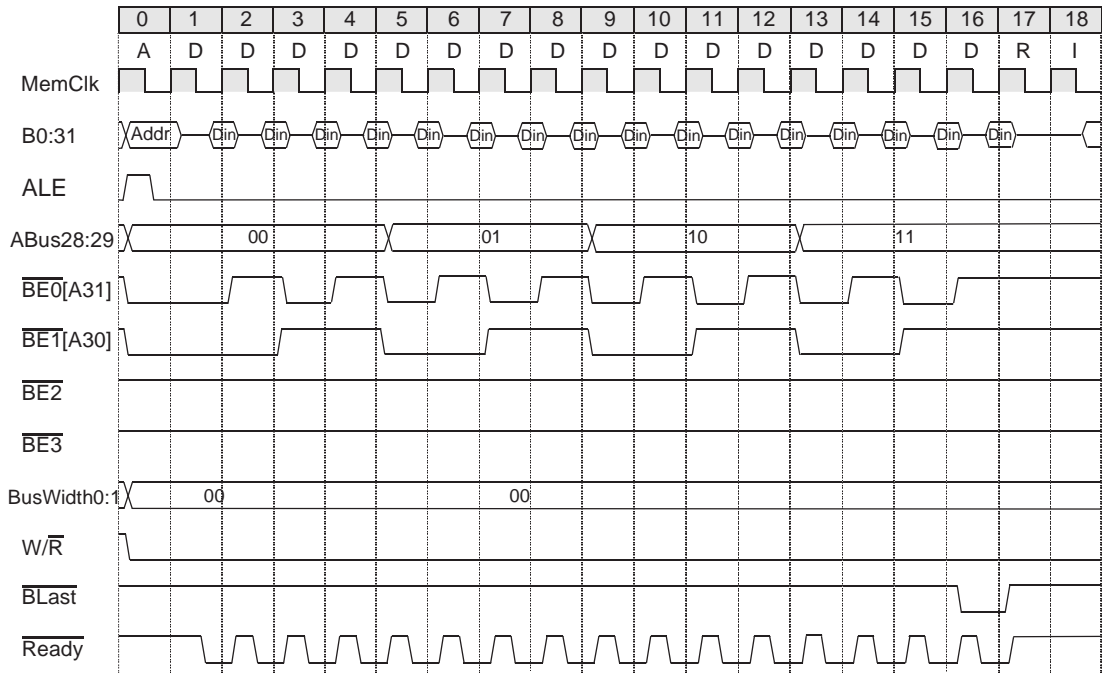 0 1 2 3 4 5 6 7 8 9 10 11 12 13 14 15 16 17 18
A D D D D D D D D D D D D D D D D R I
MemClk
B0:31 Addr Din Din Din Din Din Din Din Din Din Din Din Din Din Din Din Din
ALE
ABus28:29 00 01 10 11
BE0[A31]
BE1[A30]
BE2
BE3
BusWidth0:1 00 00
W/R
BLast
Ready